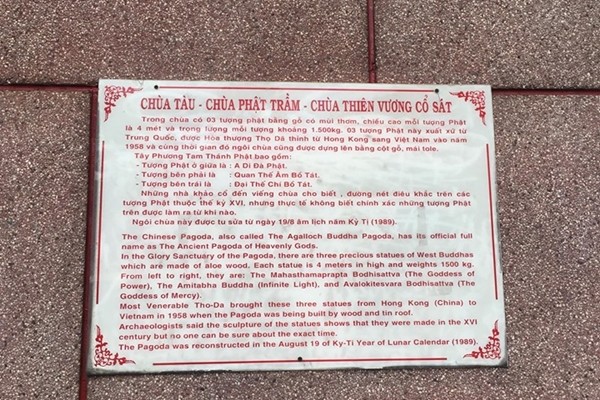 CHÙA TÀU - CHÙA PHẬT TRẦM - CHÙA THIÊN VƯƠNG CỔ SÁT
Trong chùa có 03 tượng phật bằng gỗ có mùi thơm, chiều cao mỗi tượng Phật
là 4 mét và trọng lượng mỗi tượng khoảng 1.500kg. 03 tượng Phật này xuất xứ từ
Trung Quốc, được Hòa thượng Thọ Dã thỉnh từ Hong Kong sang Việt Nam vào năm
1958 và cùng thời gian đó ngôi chùa cũng được dựng lên bằng cột gỗ, mái tole.
Tây Phương Tam Thánh Phật bao gồm:
- Tượng Phật ở giữa là : A Di Đà Phật.
- Tượng bên phải là : Quan Thế Âm Bồ Tát.
- Tượng bên trái là : Đại Thế Chí Bồ Tát.
Những nhà khảo cổ đến viếng chùa cho biết , đường nét điêu khắc trên các
tượng Phật thuộc thế kỷ XVI, nhưng thực tế không biết chính xác những tượng Phật
trên được làm ra từ khi nào.
Ngôi chùa này được tu sửa từ ngày 19/8 âm lịch năm Kỷ Tị (1989).
The Chinese Pagoda, also called The Agalloch Buddha Pagoda, has its official full
name as The Ancient Pagoda of Heavenly Gods.
In the Glory Sanctuary of the Pagoda, there are three precious statues of West Buddhas
which are made of aloe wood. Each statue is 4 meters in high and weights 1500 kg.
From left to right, they are: The Mahasthamaprapta Bodhisattva (The Goddess of
Power), The Amitabha Buddha (Infinite Light), and Avalokitesvara Bodhisattva (The
Goddess of Mercy).
Most Venerable Tho-Da brought these three statues from Hong Kong (China) to
Vietnam in 1958 when the Pagoda was being built by wood and tin roof.
Archaeologists said the sculpture of the statues shows that they were made in the XVI
century but no one can be sure about the exact time.
The Pagoda was reconstructed in the August 19 of Ky-Ti Year of Lunar Calendar (1989).